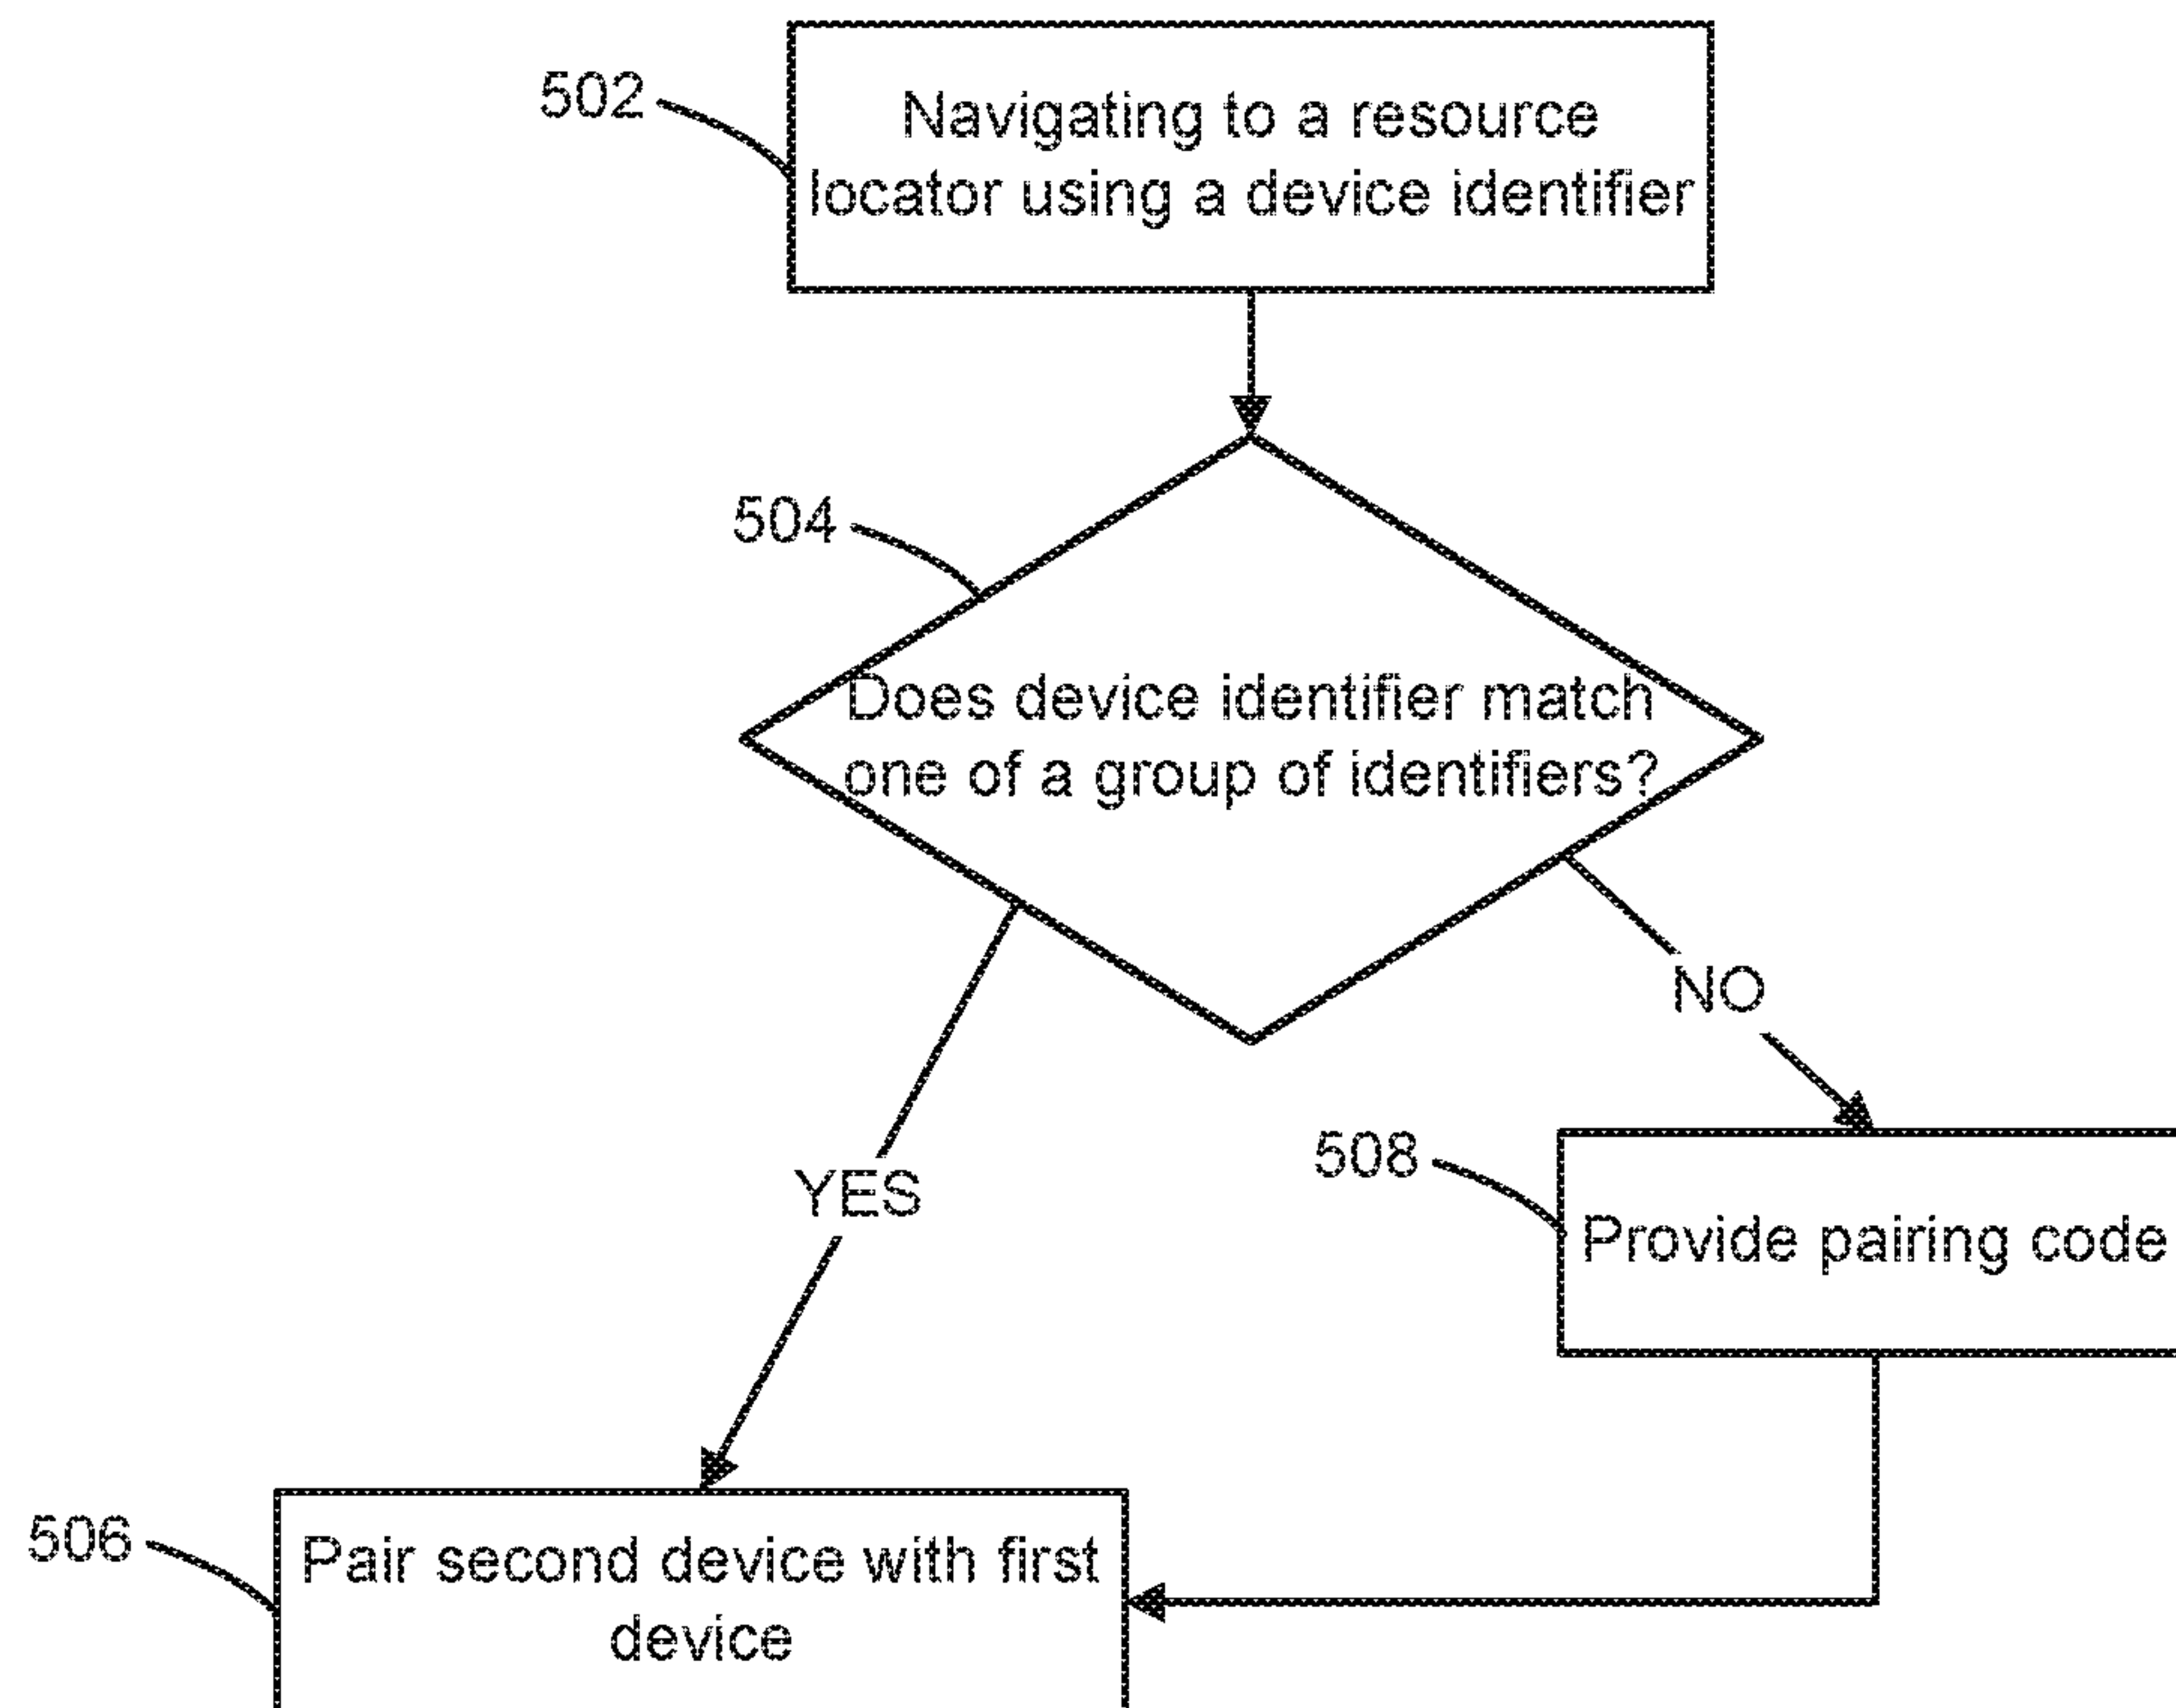 502
Navigating to a resource
locator using a device identifier
504
Does device identifier match
one of a group of identifiers?
NO
YES
508
Provide pairing code
506
Pair second device with first
device